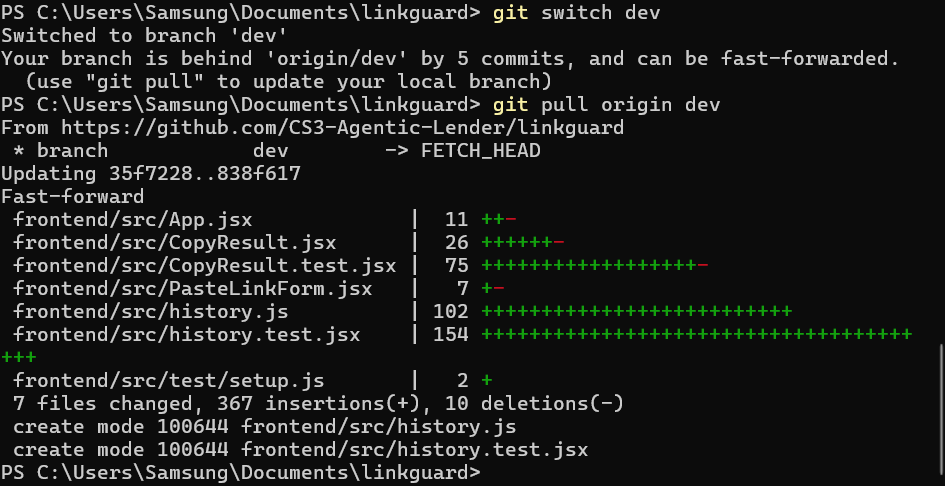 PS C:\Users\Samsung\Documents\linkguard> git switch dev
Switched to branch 'dev'
Your branch is behind 'origin/dev' by 5 commits, and can be fast-forwarded.
  (use "git pull" to update your local branch)
PS C:\Users\Samsung\Documents\linkguard> git pull origin dev
From https://github.com/CS3-Agentic-Lender/linkguard
 * branch            dev        -> FETCH_HEAD
Updating 35f7228..838f617
Fast-forward
 frontend/src/App.jsx             |  11 ++-
 frontend/src/CopyResult.jsx      |  26 ++++++-
 frontend/src/CopyResult.test.jsx |  75 ++++++++++++++++++-
 frontend/src/PasteLinkForm.jsx   |   7 +-
 frontend/src/history.js          | 102 ++++++++++++++++++++++++++
 frontend/src/history.test.jsx    | 154 ++++++++++++++++++++++++++++++++++++
+++
 frontend/src/test/setup.js       |   2 +
 7 files changed, 367 insertions(+), 10 deletions(-)
 create mode 100644 frontend/src/history.js
 create mode 100644 frontend/src/history.test.jsx
PS C:\Users\Samsung\Documents\linkguard>